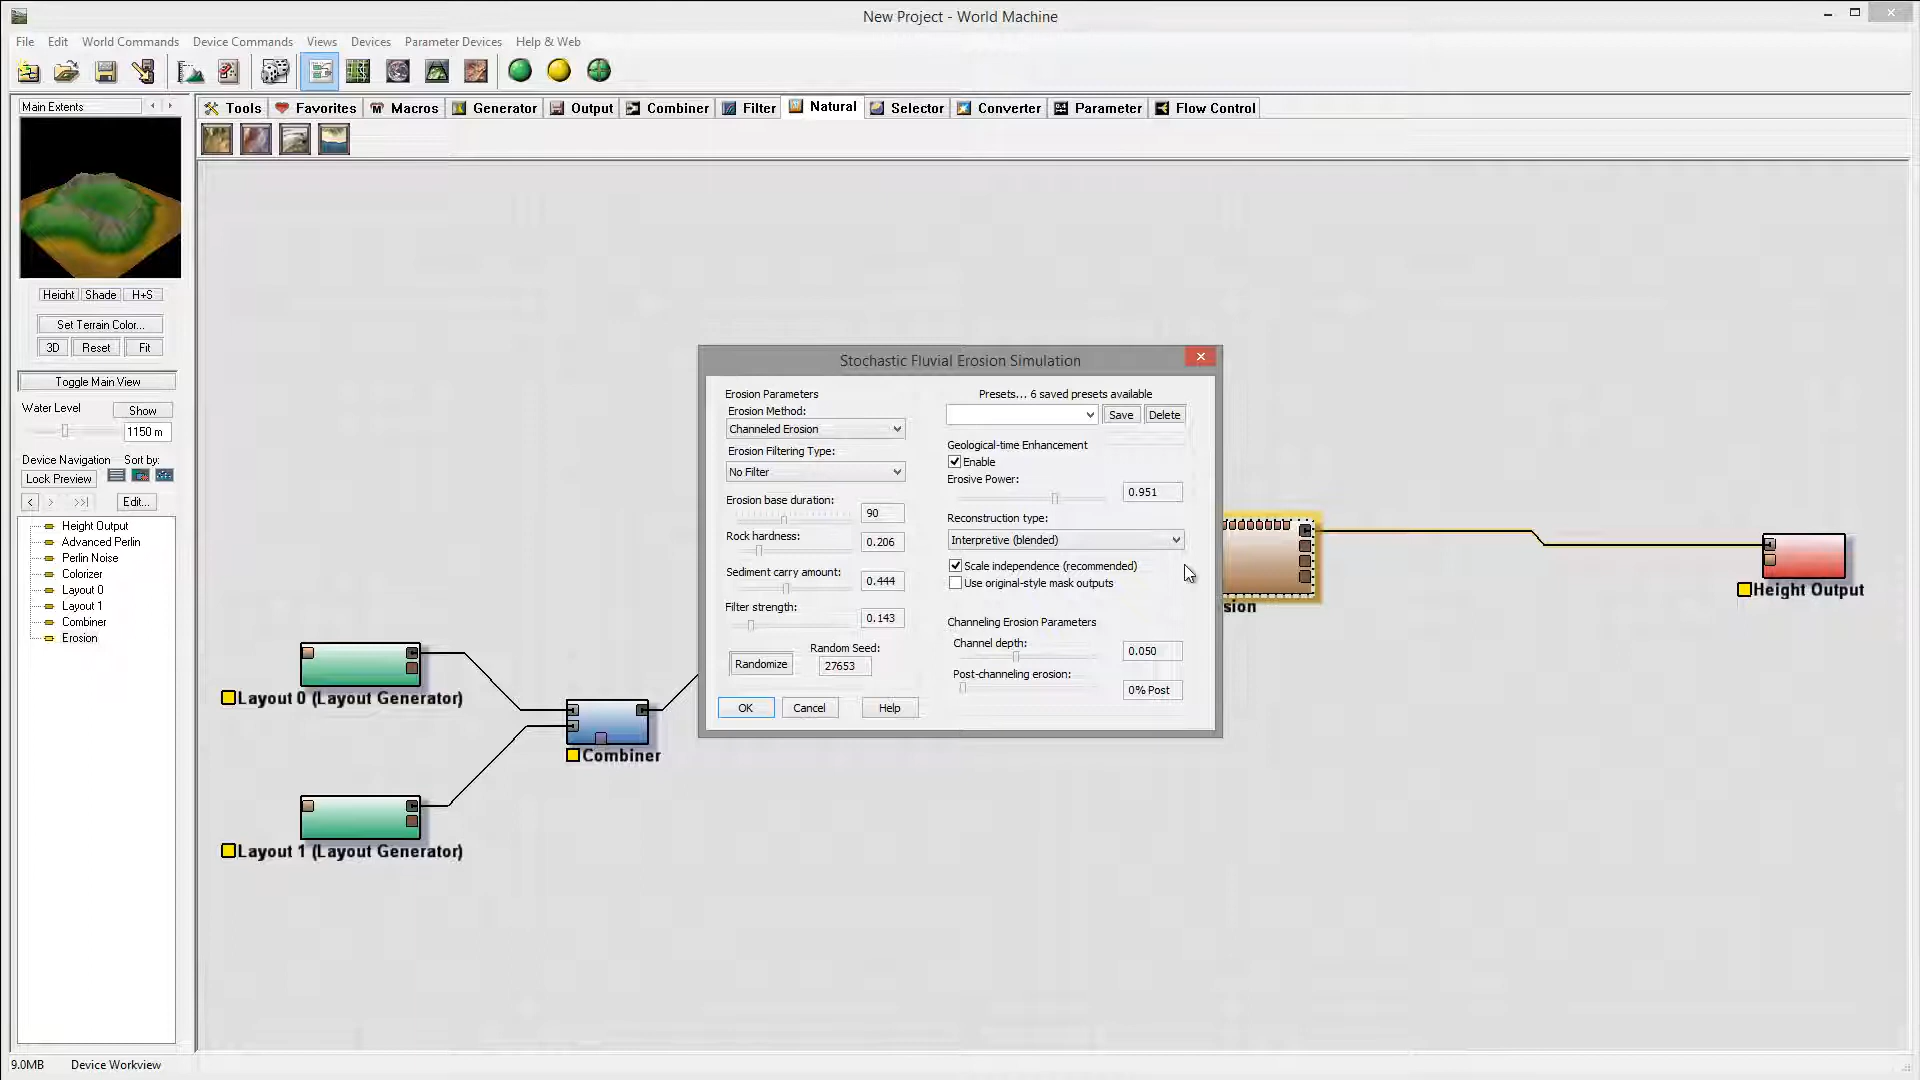 New Project - World Machine
File Edit World Commands Device Commands Views Devices Parameter Devices Help & Web
Main Extents
Tools Favorites Macros Generator Output Combiner Filter Natural Selector Converter Parameter Flow Control
Height Shade H+S
Set Terrain Color...
3D Reset Fit
Toggle Main View
Water Level Show
1150 m
Device Navigation Sort by:
Lock Preview
< > >>| Edit...
Height Output
Advanced Perlin
Perlin Noise
Colorizer
Layout 0
Layout 1
Combiner
Erosion
Stochastic Fluvial Erosion Simulation
Erosion Parameters
Erosion Method:
Channeled Erosion
Erosion Filtering Type:
No Filter
Erosion base duration:
90
Rock hardness:
0.206
Sediment carry amount:
0.444
Filter strength:
0.143
Random Seed:
Randomize 27653
OK Cancel Help
Presets... 6 saved presets available
Save Delete
Geological-time Enhancement
Enable
Erosive Power:
0.951
Reconstruction type:
Interpretive (blended)
Scale independence (recommended)
Use original-style mask outputs
Channeling Erosion Parameters
Channel depth:
0.050
Post-channeling erosion:
0% Post
sion
Height Output
Layout 0 (Layout Generator)
Combiner
Layout 1 (Layout Generator)
9.0MB Device Workview